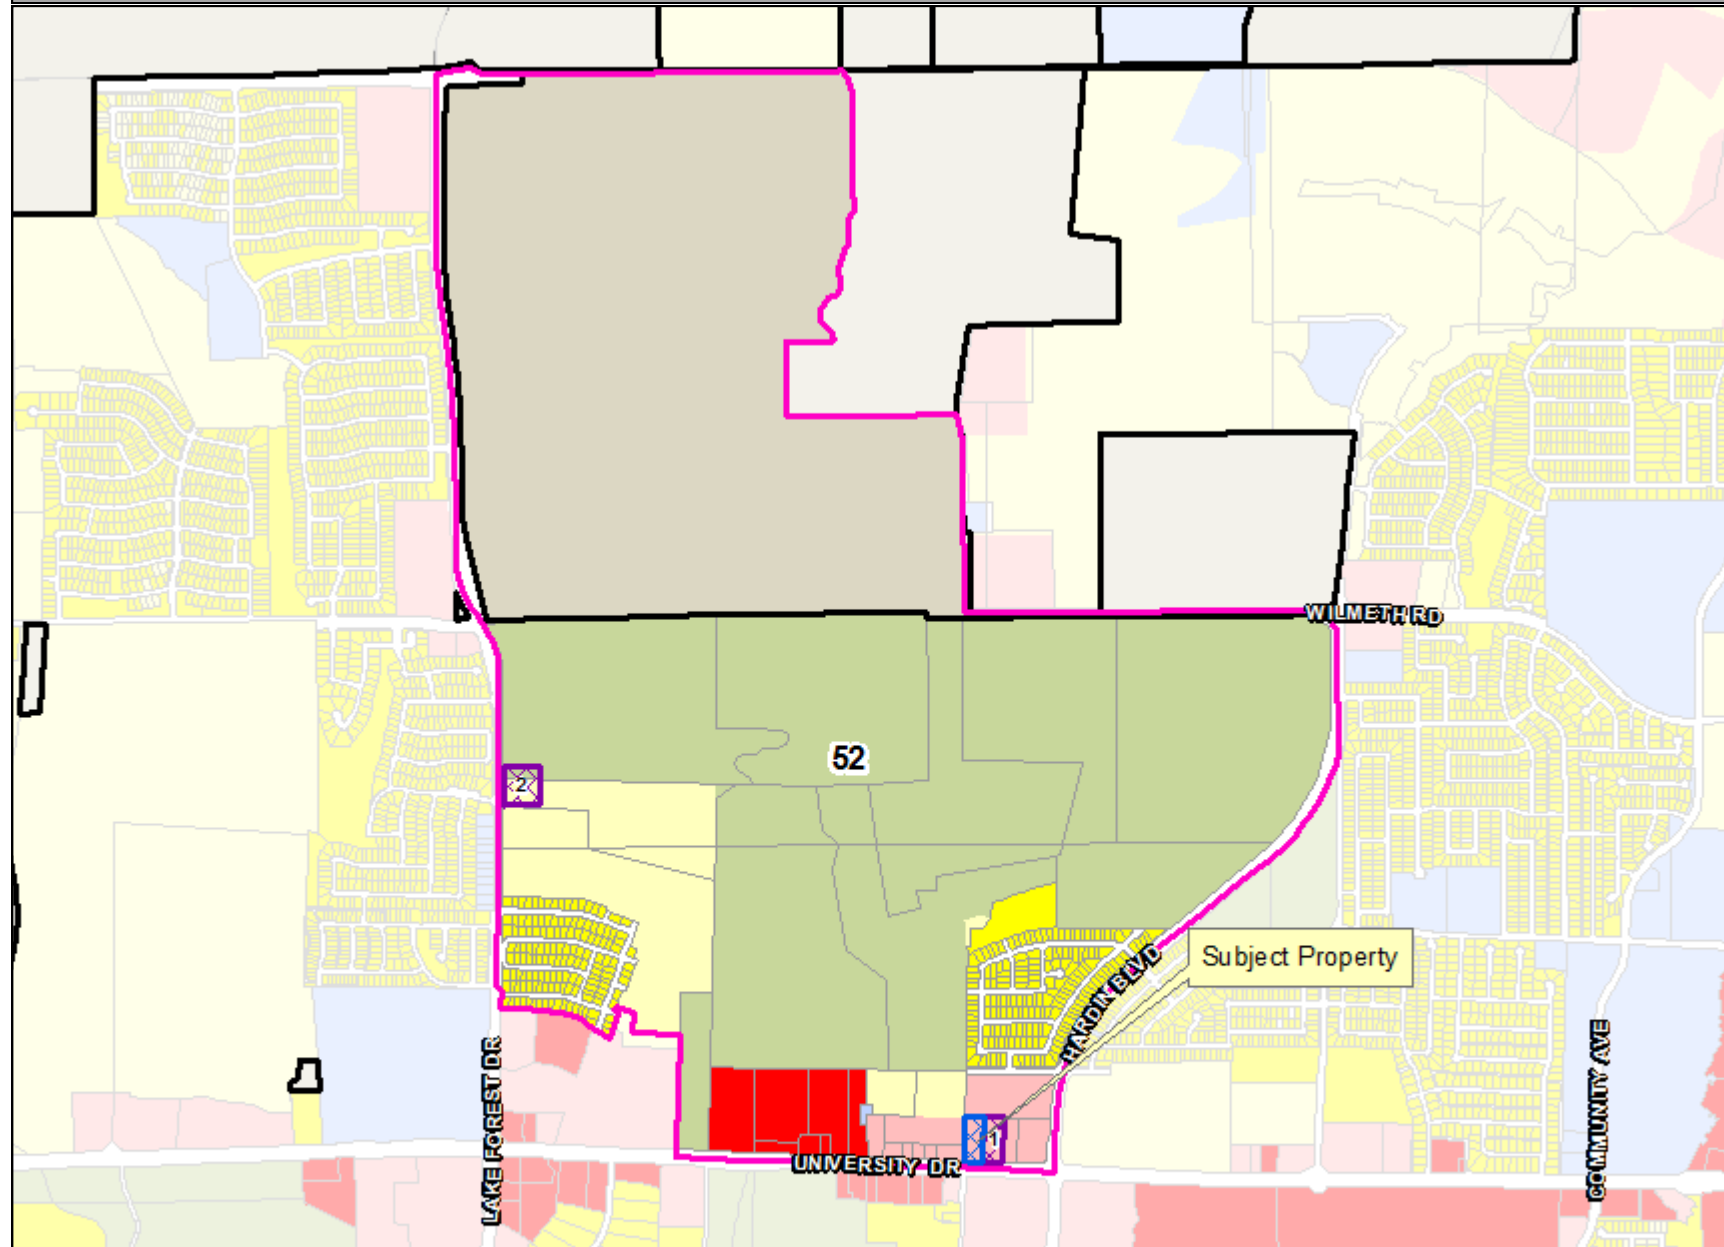 WILMETH RD
52
2
Subject Property
HARDIN BLVD
LAKE FOREST DR
COMMUNITY AVE
1
UNIVERSITY DR